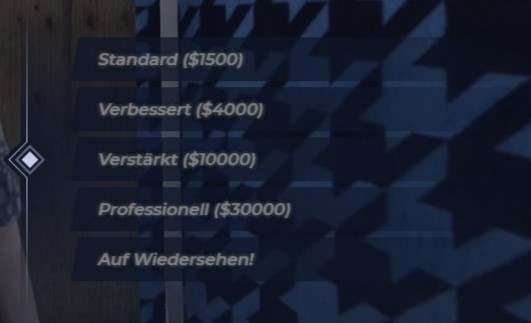 Standard ($1500)
Verbessert ($4000)
Verstärkt ($10000)
Professionell ($30000)
Auf Wiedersehen!